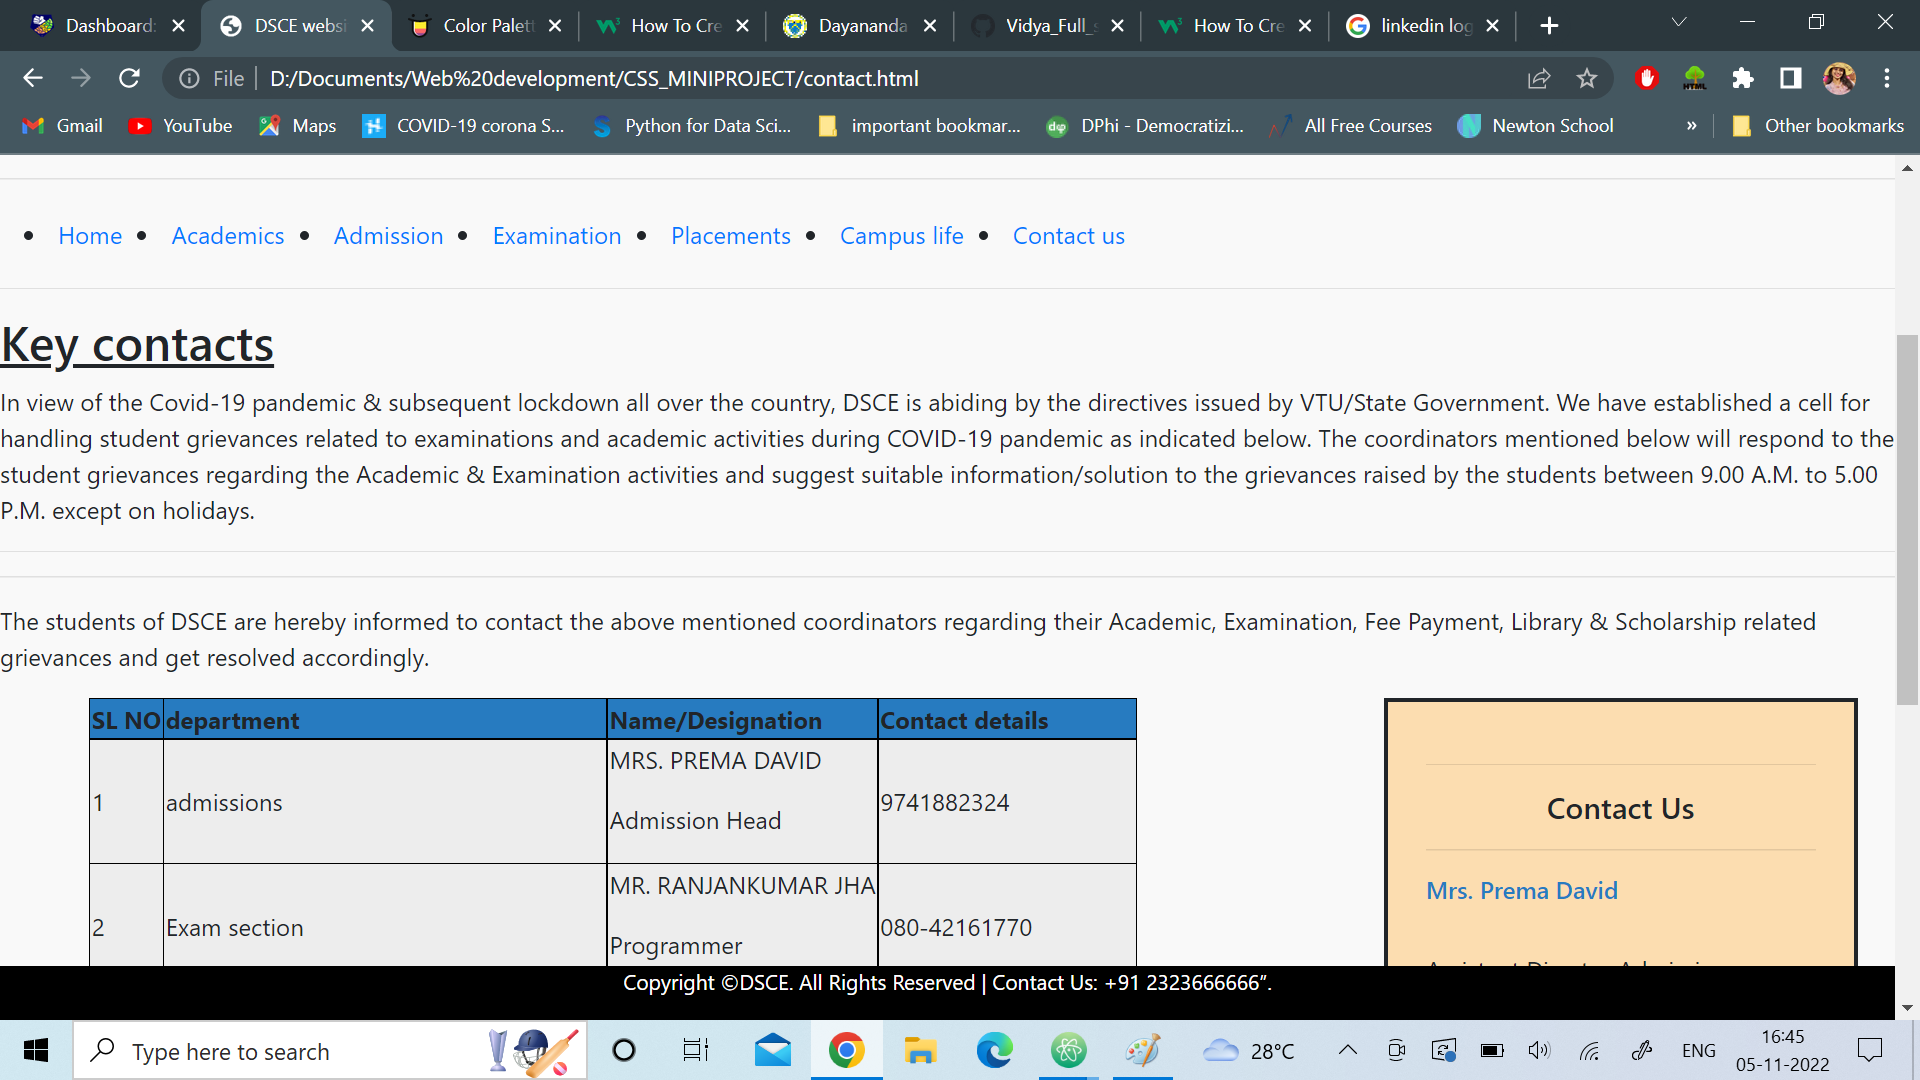 Dashboard:
DSCE websi
Color Palett
How To Cre
Dayananda
Vidya_Full_s
How To Cre
linkedin log
File
D:/Documents/Web%20development/CSS_MINIPROJECT/contact.html
Gmail
YouTube
Maps
COVID-19 corona S...
Python for Data Sci...
important bookmar...
DPhi - Democratizi...
All Free Courses
Newton School
»
Other bookmarks
• Home • Academics • Admission • Examination • Placements • Campus life • Contact us
Key contacts
In view of the Covid-19 pandemic & subsequent lockdown all over the country, DSCE is abiding by the directives issued by VTU/State Government. We have established a cell for
handling student grievances related to examinations and academic activities during COVID-19 pandemic as indicated below. The coordinators mentioned below will respond to the
student grievances regarding the Academic & Examination activities and suggest suitable information/solution to the grievances raised by the students between 9.00 A.M. to 5.00
P.M. except on holidays.
The students of DSCE are hereby informed to contact the above mentioned coordinators regarding their Academic, Examination, Fee Payment, Library & Scholarship related
grievances and get resolved accordingly.
SL NO department Name/Designation Contact details
1 admissions MRS. PREMA DAVID
Admission Head 9741882324
2 Exam section MR. RANJANKUMAR JHA
Programmer 080-42161770
Contact Us
Mrs. Prema David
Copyright ©DSCE. All Rights Reserved | Contact Us: +91 2323666666”.
Type here to search
28°C
ENG
16:45
05-11-2022